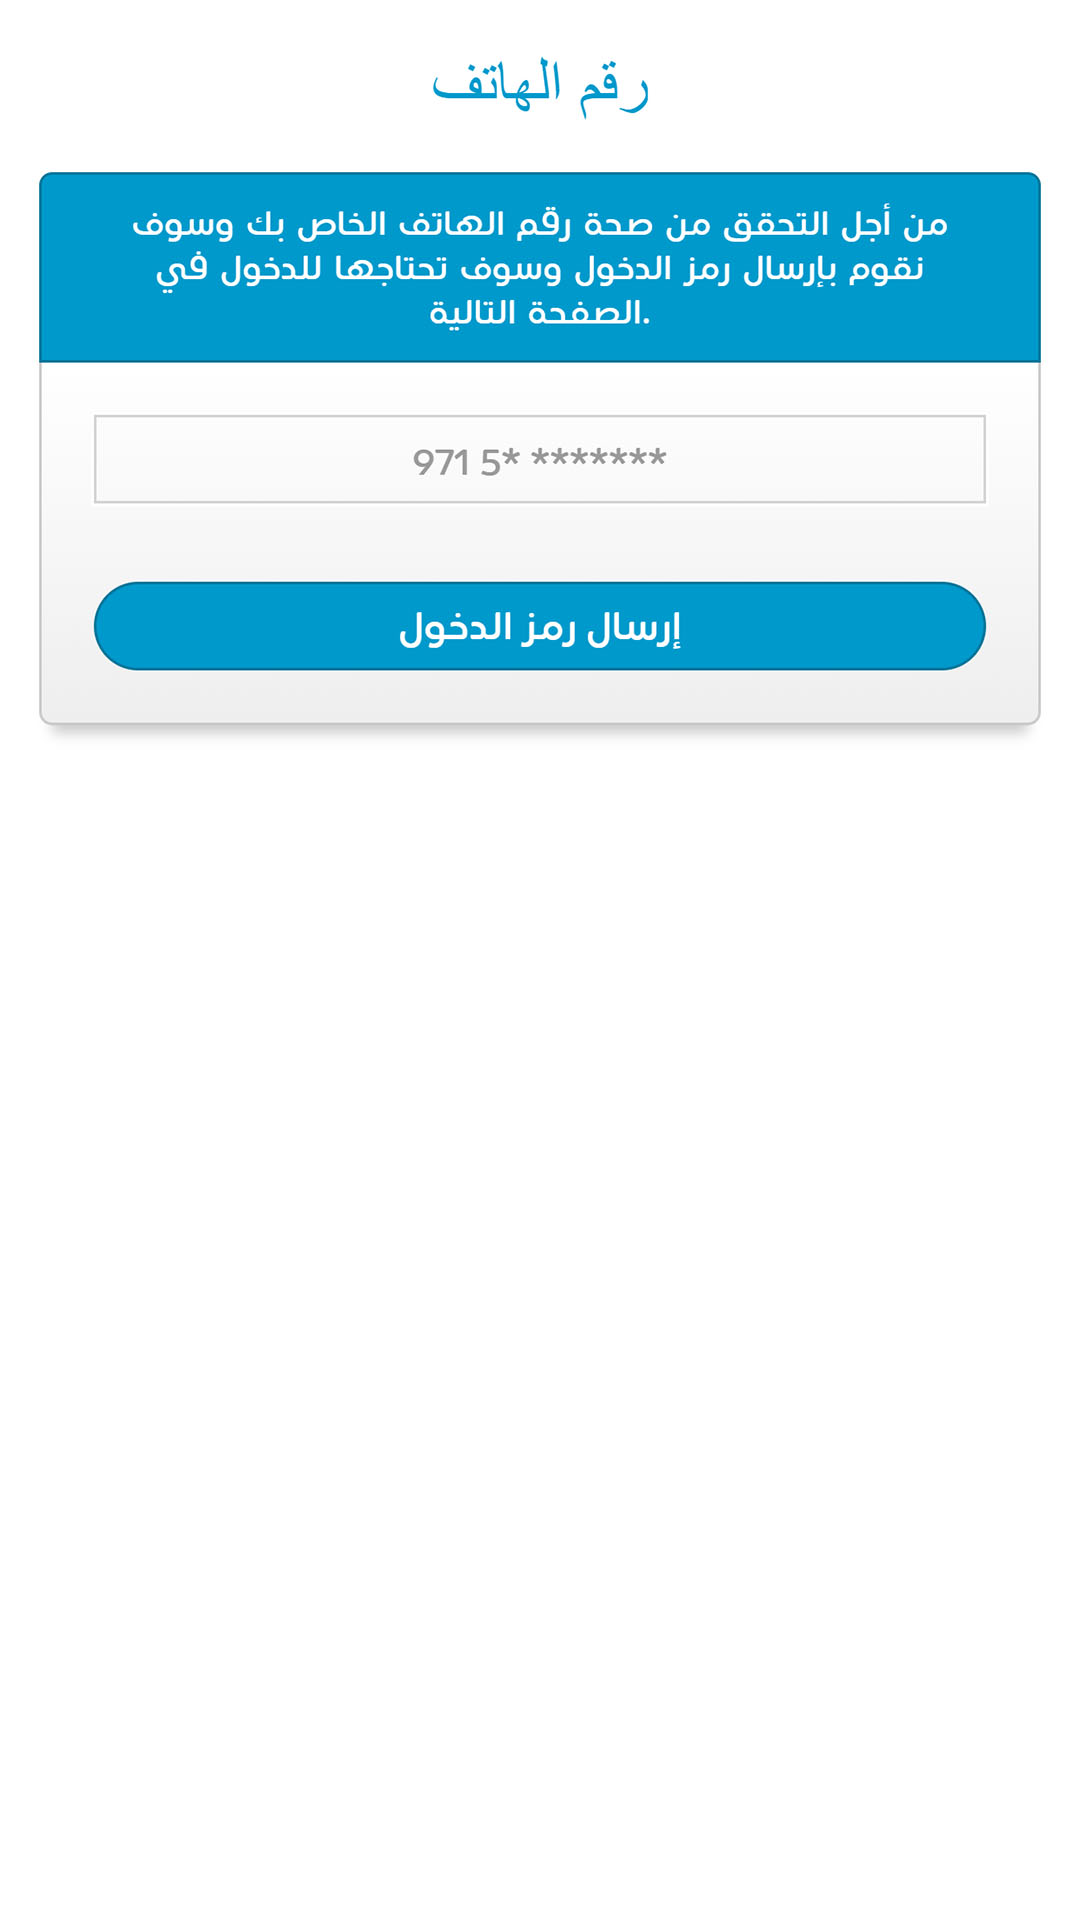 رقم الهاتف
من أجل التحقق من صحة رقم الهاتف الخاص بك وسوف
نقوم بإرسال رمز الدخول وسوف تحتاجها للدخول في
الصفحة التالية.
971 5* *******
إرسال رمز الدخول